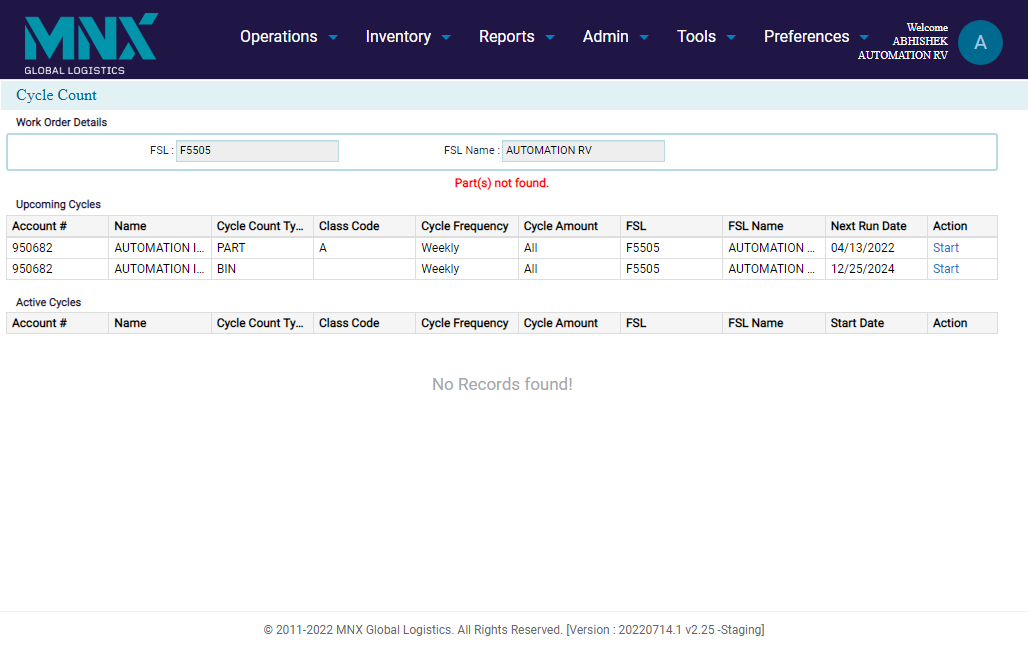 MNX
GLOBAL LOGISTICS
Operations Inventory Reports Admin Tools Preferences
Welcome
ABHISHEK
AUTOMATION RV
A
Cycle Count
Work Order Details
FSL : F5505 FSL Name : AUTOMATION RV
Part(s) not found.
Upcoming Cycles
Account # Name Cycle Count Ty... Class Code Cycle Frequency Cycle Amount FSL FSL Name Next Run Date Action
950682 AUTOMATION I... PART A Weekly All F5505 AUTOMATION ... 04/13/2022 Start
950682 AUTOMATION I... BIN Weekly All F5505 AUTOMATION ... 12/25/2024 Start
Active Cycles
Account # Name Cycle Count Ty... Class Code Cycle Frequency Cycle Amount FSL FSL Name Start Date Action
No Records found!
© 2011-2022 MNX Global Logistics. All Rights Reserved. [Version : 20220714.1 v2.25 -Staging]